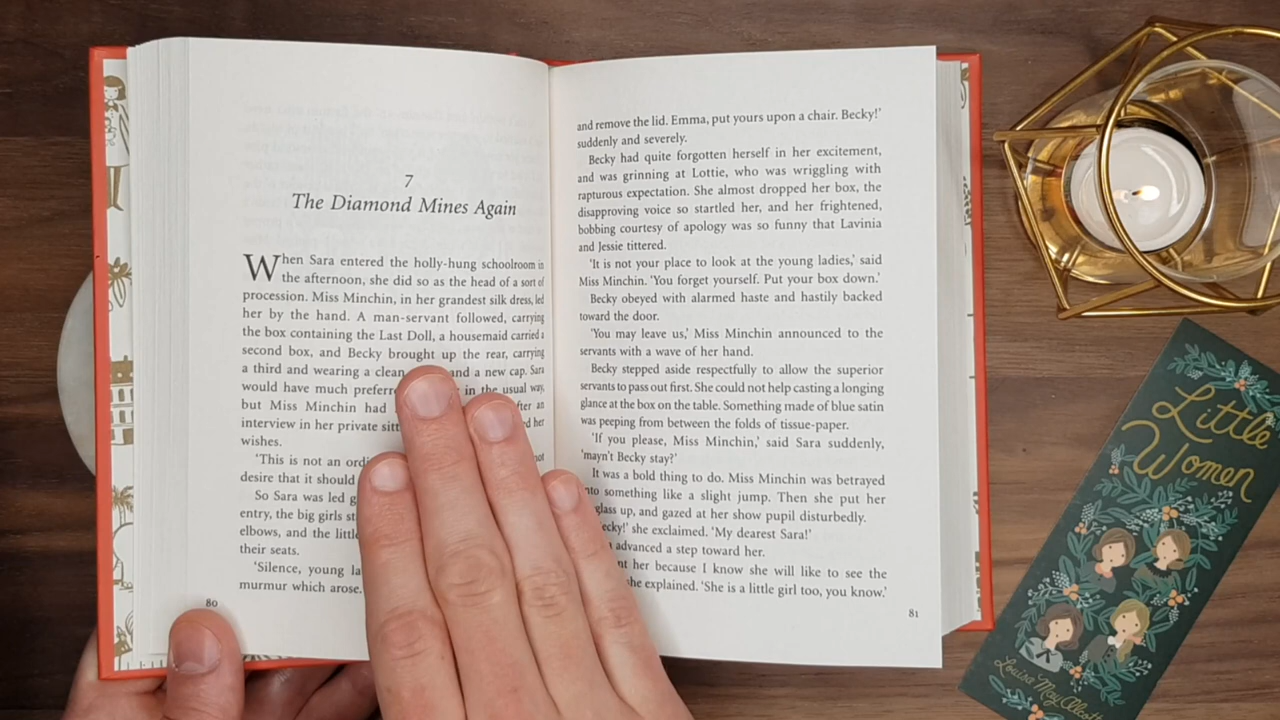 7
The Diamond Mines Again
When Sara entered the holly-hung schoolroom in
the afternoon, she did so as the head of a sort of
procession. Miss Minchin, in her grandest silk dress, led
her by the hand. A man-servant followed, carrying
the box containing the Last Doll, a housemaid carried a
second box, and Becky brought up the rear, carrying
a third and wearing a clean and a new cap. Sara
would have much in the usual way,
but Miss Minchin had an
interview in her private her
wishes.
'This is not an
desire that it should
So Sara was led
entry, the big girls
elbows, and the little
their seats.
'Silence, young
murmur which arose.
80
and remove the lid. Emma, put yours upon a chair. Becky!'
suddenly and severely.
Becky had quite forgotten herself in her excitement,
and was grinning at Lottie, who was wriggling with
rapturous expectation. She almost dropped her box, the
disapproving voice so startled her, and her frightened,
bobbing courtesy of apology was so funny that Lavinia
and Jessie tittered.
'It is not your place to look at the young ladies,' said
Miss Minchin. 'You forget yourself. Put your box down.'
Becky obeyed with alarmed haste and hastily backed
toward the door.
'You may leave us,' Miss Minchin announced to the
servants with a wave of her hand.
Becky stepped aside respectfully to allow the superior
servants to pass out first. She could not help casting a longing
glance at the box on the table. Something made of blue satin
was peeping from between the folds of tissue-paper.
'If you please, Miss Minchin,' said Sara suddenly,
'mayn't Becky stay?'
It was a bold thing to do. Miss Minchin was betrayed
into something like a slight jump. Then she put her
glass up, and gazed at her show pupil disturbedly.
she exclaimed. 'My dearest Sara!'
advanced a step toward her.
her because I know she will like to see the
she explained. 'She is a little girl too, you know.'
81
Little
Women
Louisa May Alcott